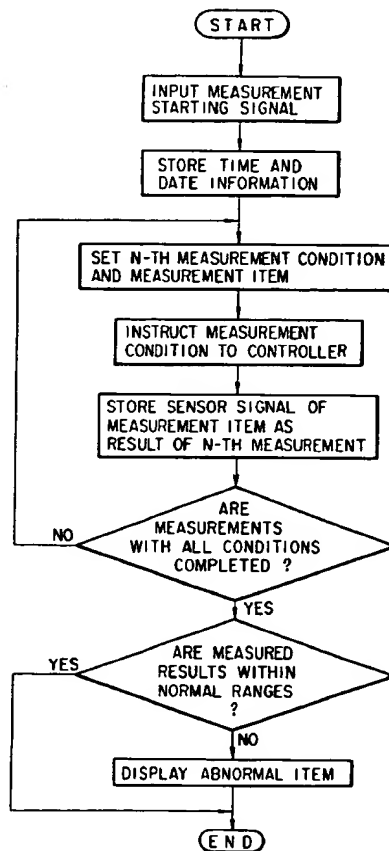 START
INPUT MEASUREMENT
STARTING SIGNAL
STORE TIME AND
DATE INFORMATION
SET N-TH MEASUREMENT CONDITION
AND MEASUREMENT ITEM
INSTRUCT MEASUREMENT
CONDITION TO CONTROLLER
STORE SENSOR SIGNAL OF
MEASUREMENT ITEM AS
RESULT OF N-TH MEASUREMENT
ARE
MEASUREMENTS
WITH ALL CONDITIONS
COMPLETED ?
NO
YES
ARE MEASURED
RESULTS WITHIN
NORMAL RANGES
?
YES
NO
DISPLAY ABNORMAL ITEM
END